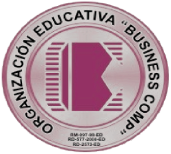 ORGANIZACIÓN EDUCATIVA "BUSINESS COMP"
RM-097-99-ED
RD-377-2009-ED
RD-2573-ED